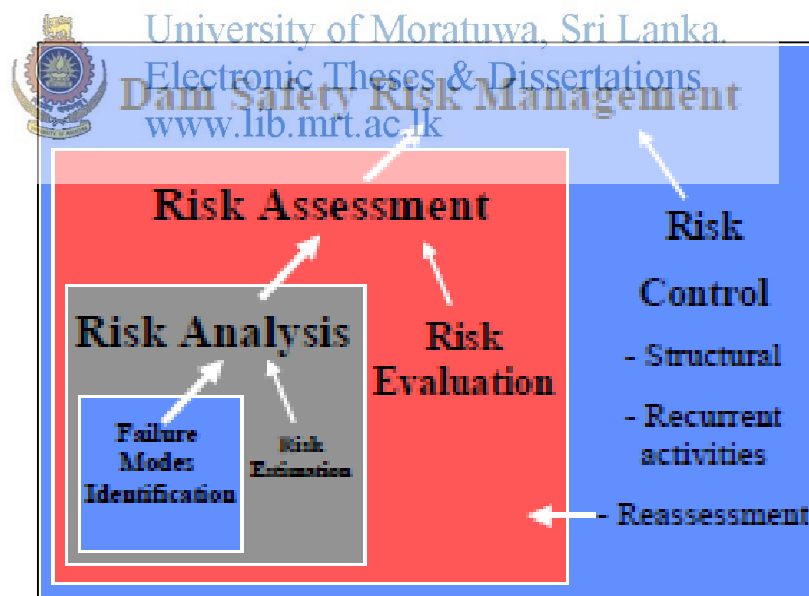 University of Moratuwa, Sri Lanka.
Electronic Theses & Dissertations
www.lib.mrt.ac.lk
Dam Safety Risk Management
Risk Assessment
Risk Analysis
Failure
Modes
Identification
Risk
Estimation
Risk
Evaluation
Risk
Control
- Structural
- Recurrent
activities
- Reassessment